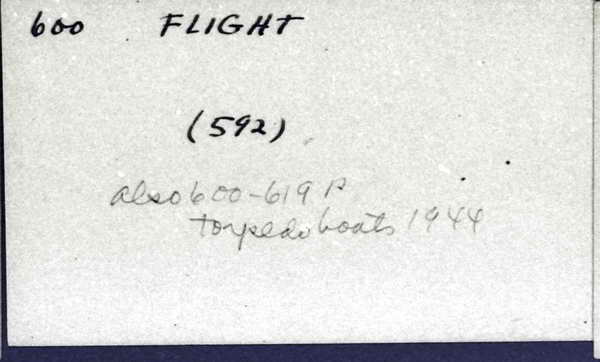 600 FLIGHT
(592)
also 600-619 P
torpedo boats 1944